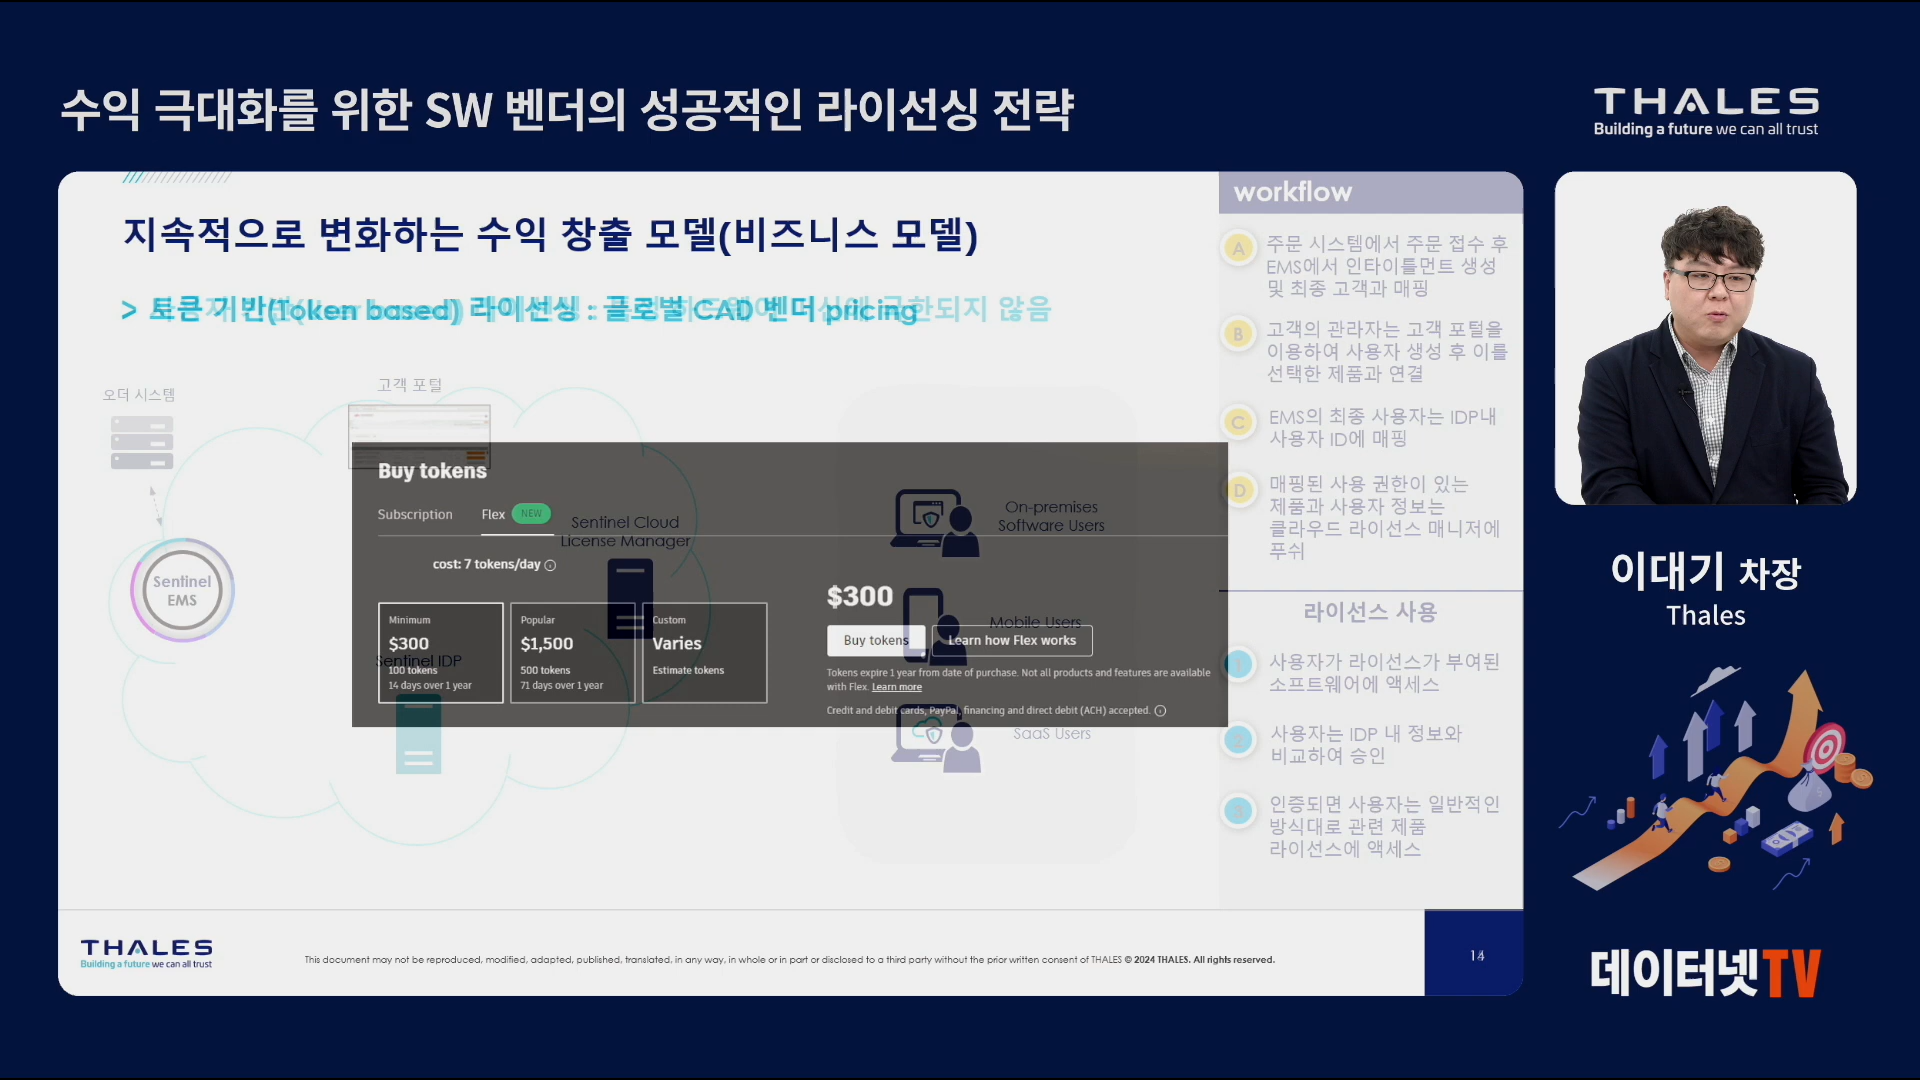 수익 극대화를 위한 SW 벤더의 성공적인 라이선싱 전략
THALES
Building a future we can all trust
지속적으로 변화하는 수익 창출 모델(비즈니스 모델)
> 토큰 기반(Token based) 라이선싱 : 글로벌 CAD 벤더 pricing
되지 않음
오더 시스템
고객 포털
Sentinel
EMS
Sentinel Cloud
License Manager
Sentinel IDP
On-premises
Software Users
Mobile Users
SaaS Users
Buy tokens
Subscription
Flex
NEW
cost: 7 tokens/day
Minimum
$300
100 tokens
14 days over 1 year
Popular
$1,500
500 tokens
71 days over 1 year
Custom
Varies
Estimate tokens
$300
Buy tokens
Learn how Flex works
Tokens expire 1 year from date of purchase. Not all products and features are available
with Flex. Learn more
Credit and debit cards, PayPal, financing and direct debit (ACH) accepted.
workflow
A
주문 시스템에서 주문 접수 후
EMS에서 인타이틀먼트 생성
및 최종 고객과 매핑
B
고객의 관리자는 고객 포털을
이용하여 사용자 생성 후 이를
선택한 제품과 연결
C
EMS의 최종 사용자는 IDP내
사용자 ID에 매핑
D
매핑된 사용 권한이 있는
제품과 사용자 정보는
클라우드 라이선스 매니저에
푸쉬
라이선스 사용
1
사용자가 라이선스가 부여된
소프트웨어에 액세스
2
사용자는 IDP 내 정보와
비교하여 승인
3
인증되면 사용자는 일반적인
방식대로 관련 제품
라이선스에 액세스
THALES
Building a future we can all trust
This document may not be reproduced, modified, adapted, published, translated, in any way, in whole or in part or disclosed to a third party without the prior written consent of THALES © 2024 THALES. All rights reserved.
이대기 차장
Thales
데이터넷TV